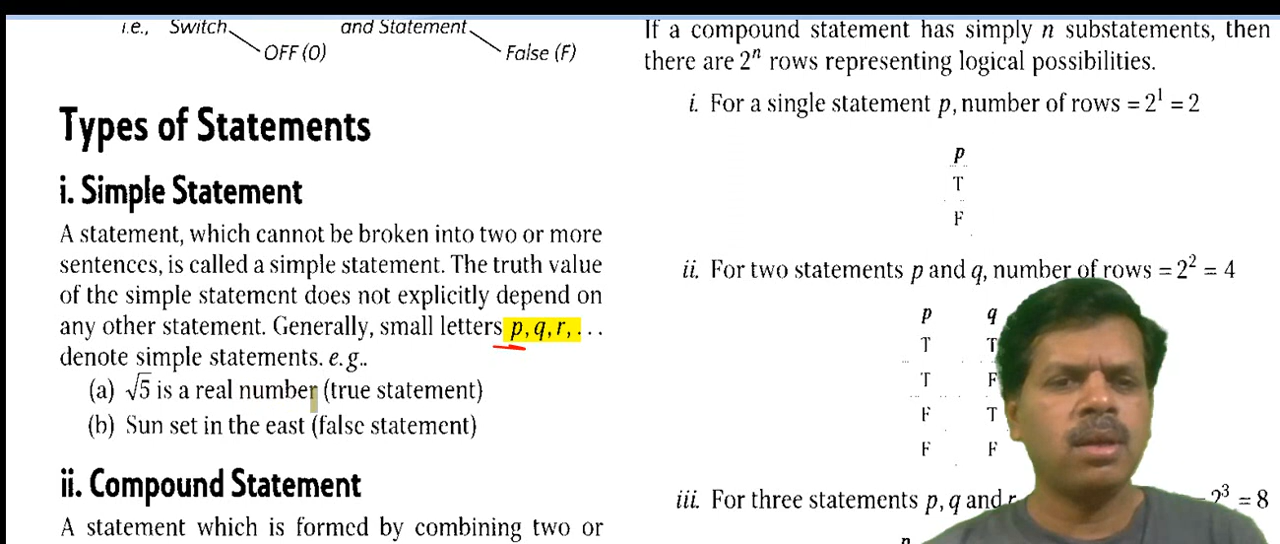 i.e., Switch
OFF (0)
and Statement
False (F)
Types of Statements
i. Simple Statement
A statement, which cannot be broken into two or more
sentences, is called a simple statement. The truth value
of the simple statement does not explicitly depend on
any other statement. Generally, small letters p, q, r, ...
denote simple statements. e.g..
(a) √5 is a real number (true statement)
(b) Sun set in the east (false statement)
ii. Compound Statement
A statement which is formed by combining two or
If a compound statement has simply n substatements, then
there are 2ⁿ rows representing logical possibilities.
i. For a single statement p, number of rows = 2¹ = 2
p
T
F
ii. For two statements p and q, number of rows = 2² = 4
p q
T T
T F
F T
F F
iii. For three statements p, q and r 2³ = 8
p